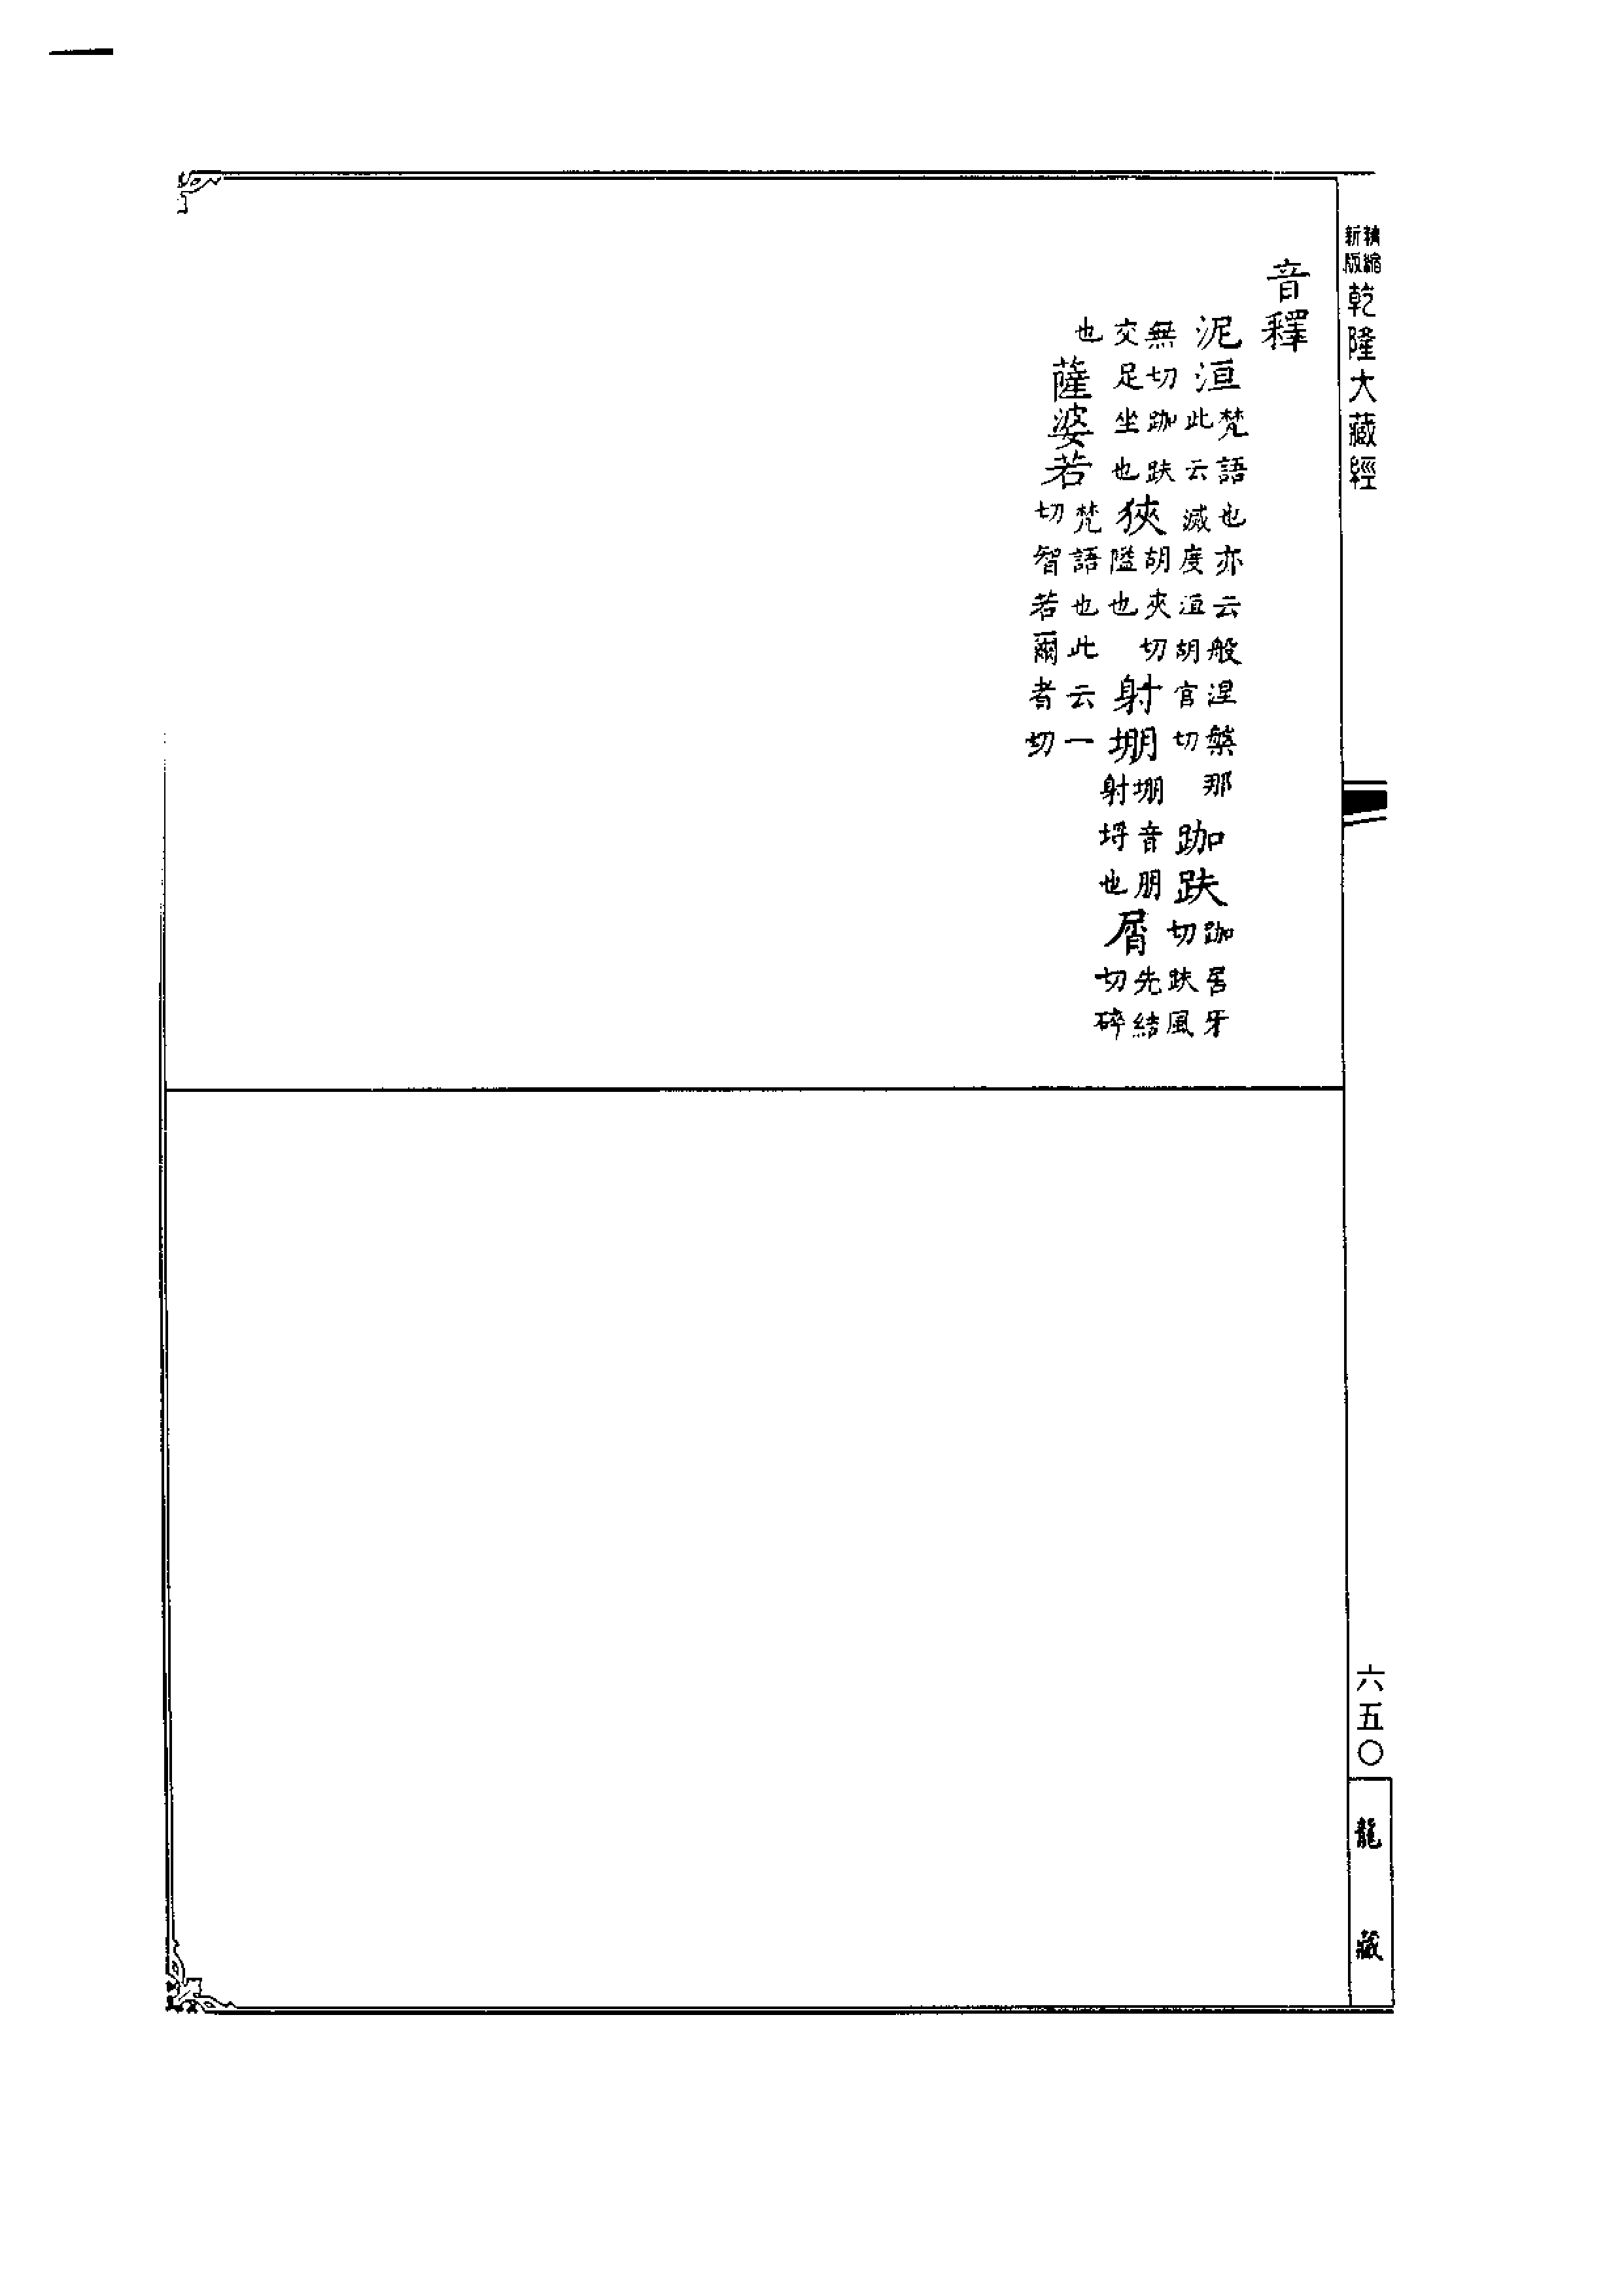 精縮新版乾隆大藏經
音釋
泥洹梵語也亦云般涅槃那此云滅度洹胡官切跏趺跏居牙切趺風
無切跏趺交足坐也狹胡夾切隘也射堋堋音朋射埒也屑先結切碎
也薩婆若梵語也此云一切智若爾者切
六五〇
龍藏